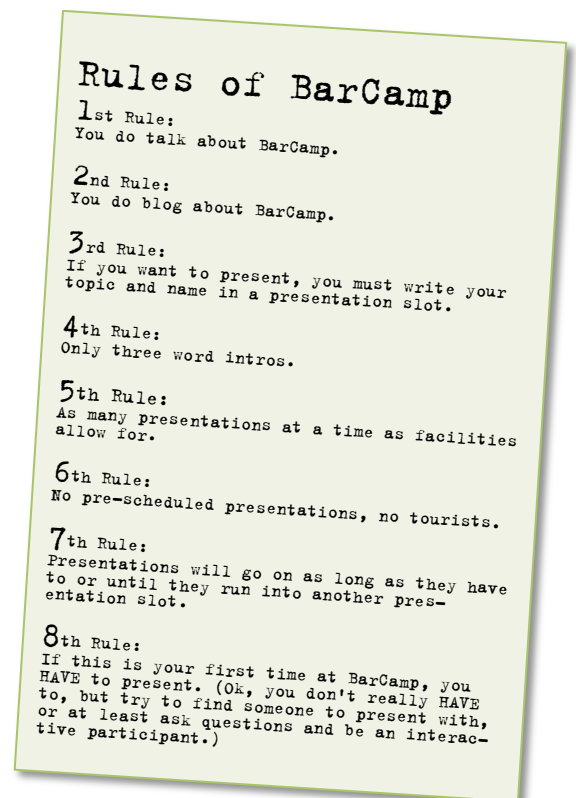 Rules of BarCamp
1st Rule:
You do talk about BarCamp.
2nd Rule:
You do blog about BarCamp.
3rd Rule:
If you want to present, you must write your
topic and name in a presentation slot.
4th Rule:
Only three word intros.
5th Rule:
As many presentations at a time as facilities
allow for.
6th Rule:
No pre-scheduled presentations, no tourists.
7th Rule:
Presentations will go on as long as they have
to or until they run into another pres-
entation slot.
8th Rule:
If this is your first time at BarCamp, you
HAVE to present. (Ok, you don't really HAVE
to, but try to find someone to present with,
or at least ask questions and be an interac-
tive participant.)